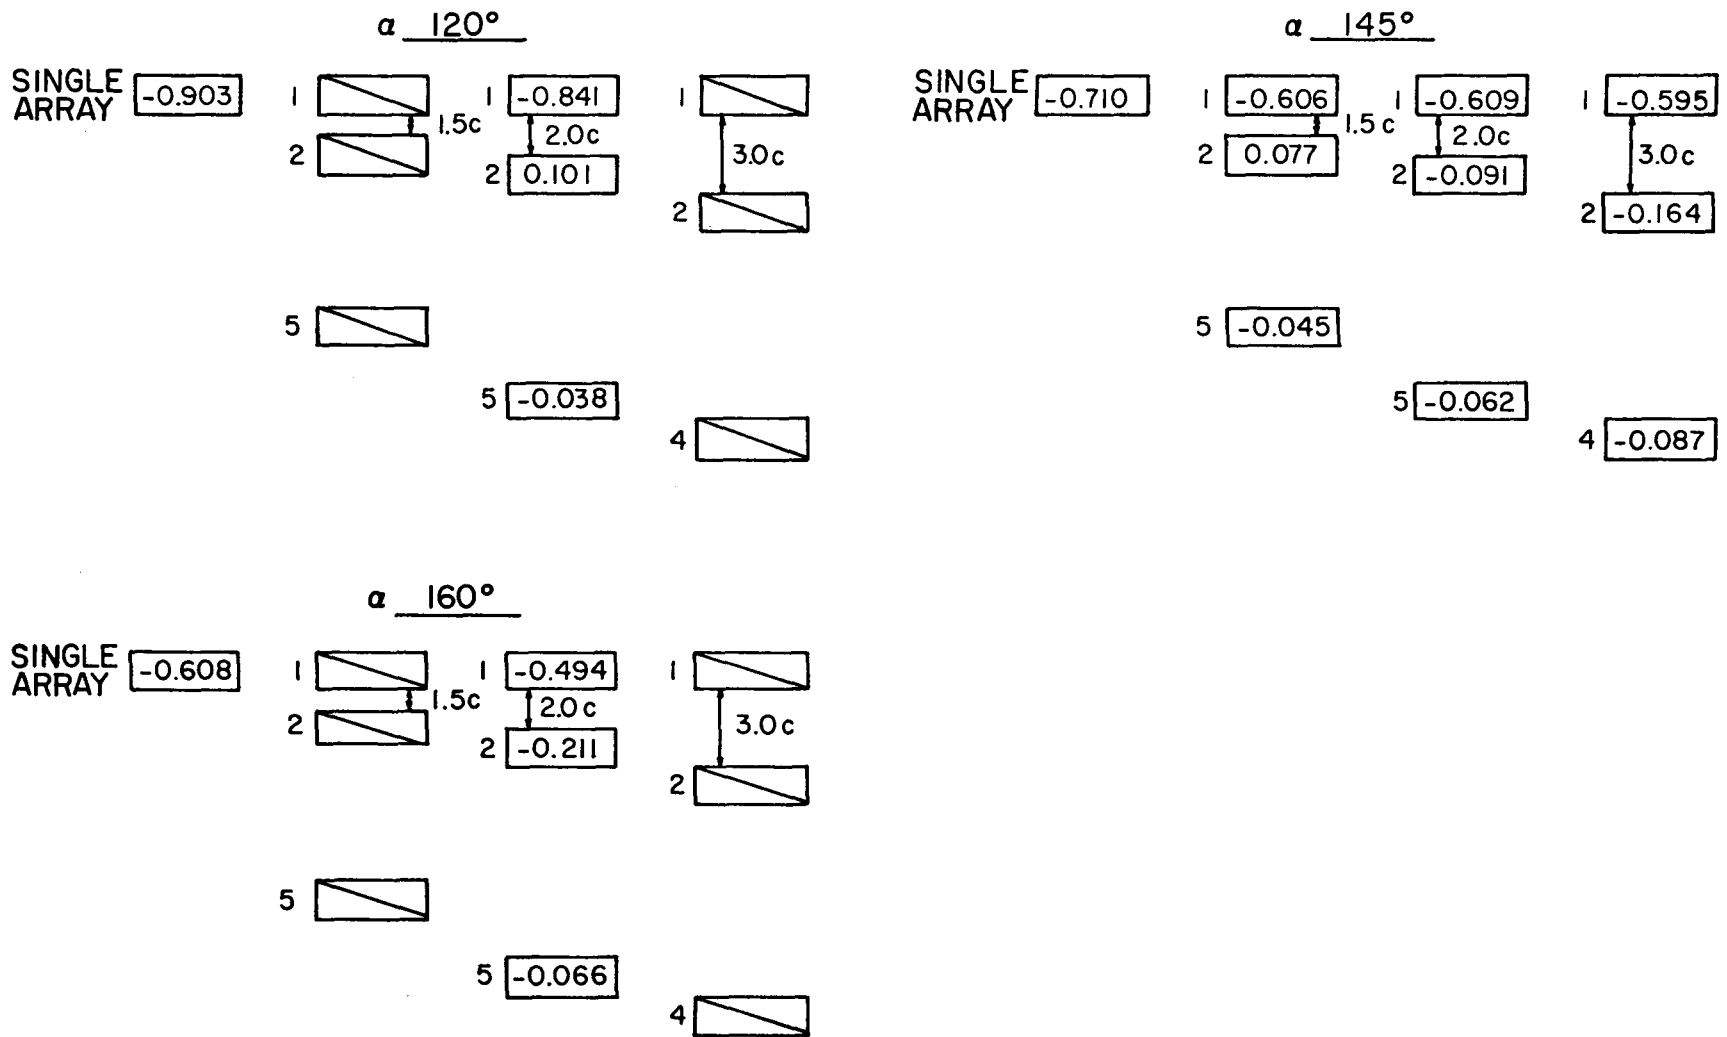 α 120°
SINGLE ARRAY
-0.903
1
2
1.5c
5
1 -0.841
2.0c
2 0.101
5 -0.038
1
3.0c
2
4
α 145°
SINGLE ARRAY
-0.710
1 -0.606
1.5c
2 0.077
5 -0.045
1 -0.609
2.0c
2 -0.091
5 -0.062
1 -0.595
3.0c
2 -0.164
4 -0.087
α 160°
SINGLE ARRAY
-0.608
1
1.5c
2
5
1 -0.494
2.0c
2 -0.211
5 -0.066
1
3.0c
2
4